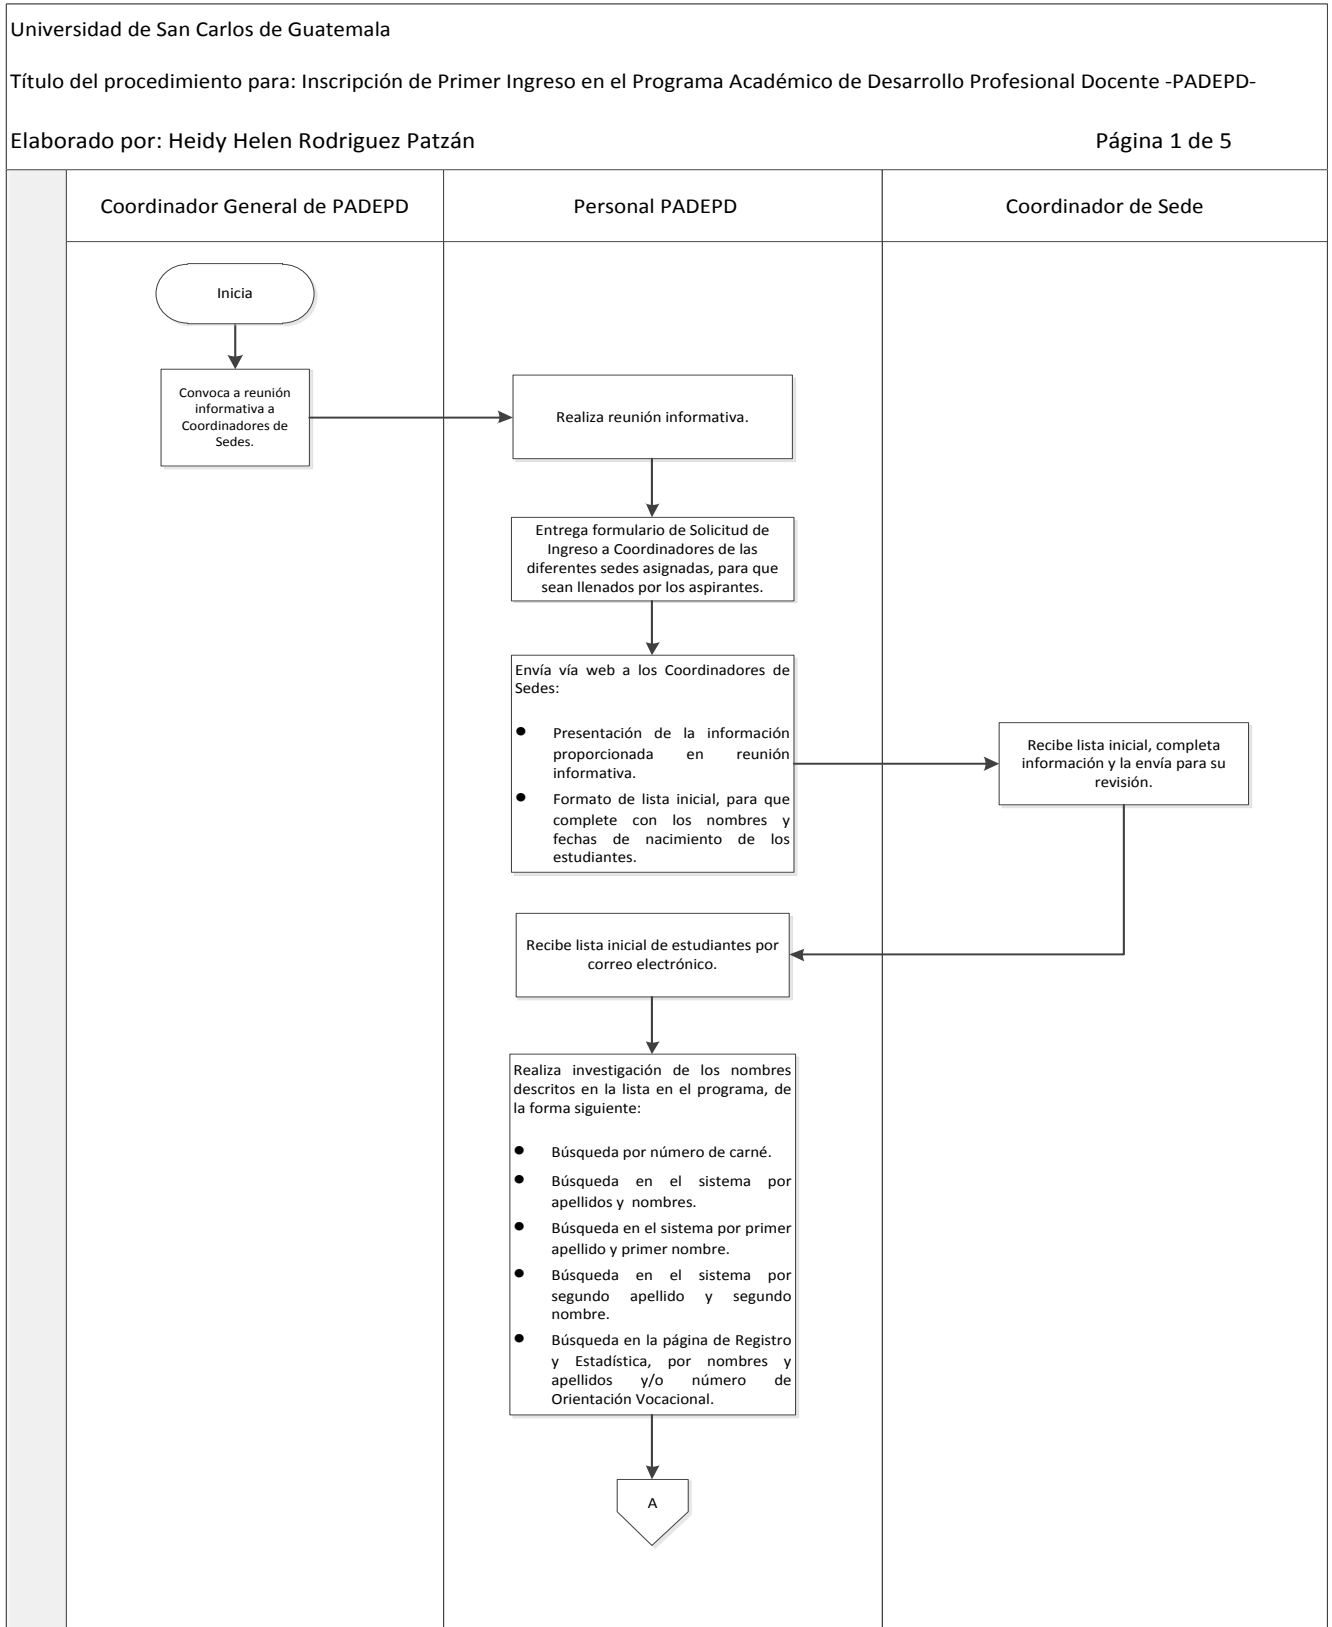 Universidad de San Carlos de Guatemala
Título del procedimiento para: Inscripción de Primer Ingreso en el Programa Académico de Desarrollo Profesional Docente -PADEPD-
Elaborado por: Heidy Helen Rodriguez Patzán
Página 1 de 5
Coordinador General de PADEPD
Personal PADEPD
Coordinador de Sede
Inicia
Convoca a reunión
informativa a
Coordinadores de
Sedes.
Realiza reunión informativa.
Entrega formulario de Solicitud de
Ingreso a Coordinadores de las
diferentes sedes asignadas, para que
sean llenados por los aspirantes.
Envía vía web a los Coordinadores de
Sedes:
● Presentación de la información
proporcionada en reunión
informativa.
● Formato de lista inicial, para que
complete con los nombres y
fechas de nacimiento de los
estudiantes.
Recibe lista inicial, completa
información y la envía para su
revisión.
Recibe lista inicial de estudiantes por
correo electrónico.
Realiza investigación de los nombres
descritos en la lista en el programa, de
la forma siguiente:
● Búsqueda por número de carné.
● Búsqueda en el sistema por
apellidos y nombres.
● Búsqueda en el sistema por primer
apellido y primer nombre.
● Búsqueda en el sistema por
segundo apellido y segundo
nombre.
● Búsqueda en la página de Registro
y Estadística, por nombres y
apellidos y/o número de
Orientación Vocacional.
A